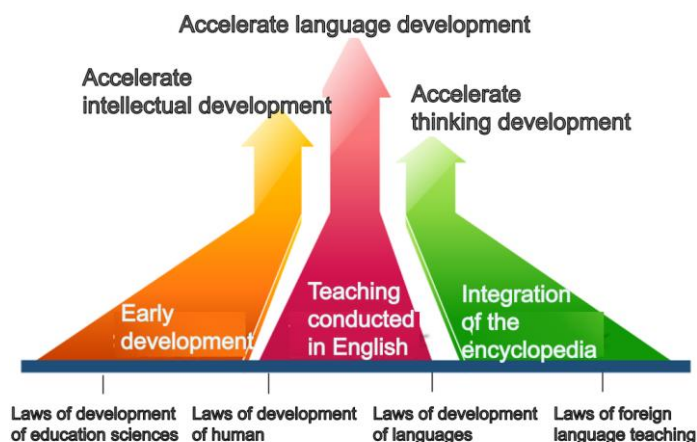 Accelerate language development
Accelerate
intellectual development
Accelerate
thinking development
Early
development
Teaching
conducted
in English
Integration
of the
encyclopedia
Laws of development
of education sciences
Laws of development
of human
Laws of development
of languages
Laws of foreign
language teaching